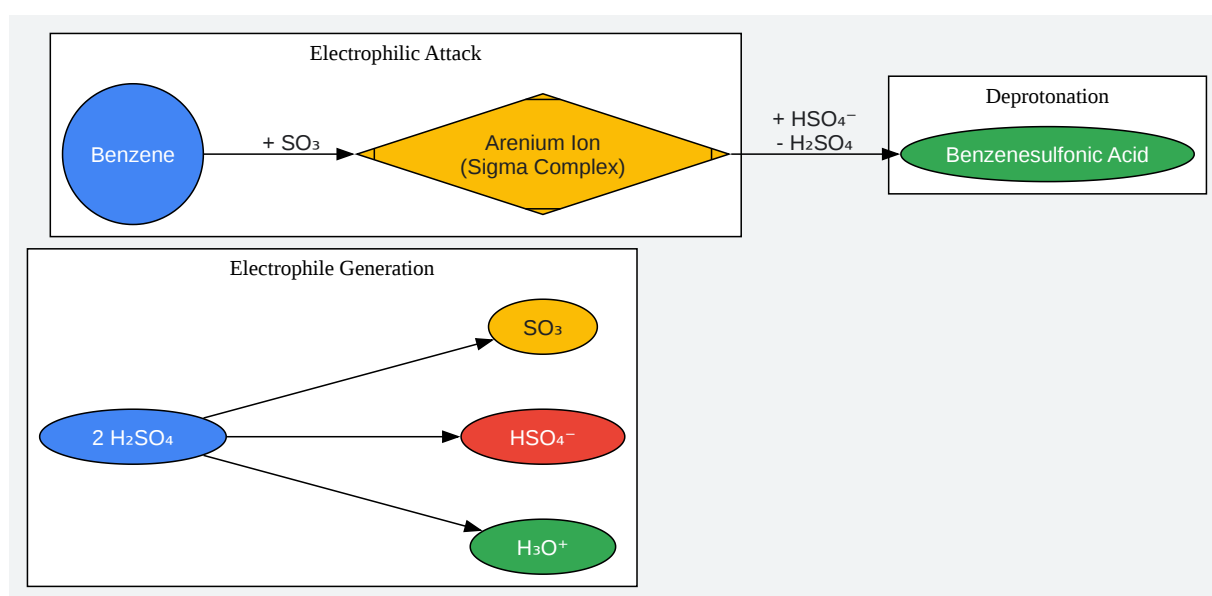 Electrophilic Attack
Benzene
+ SO₃
Arenium Ion
(Sigma Complex)
+ HSO₄⁻
- H₂SO₄
Deprotonation
Benzenesulfonic Acid
Electrophile Generation
2 H₂SO₄
SO₃
HSO₄⁻
H₃O⁺